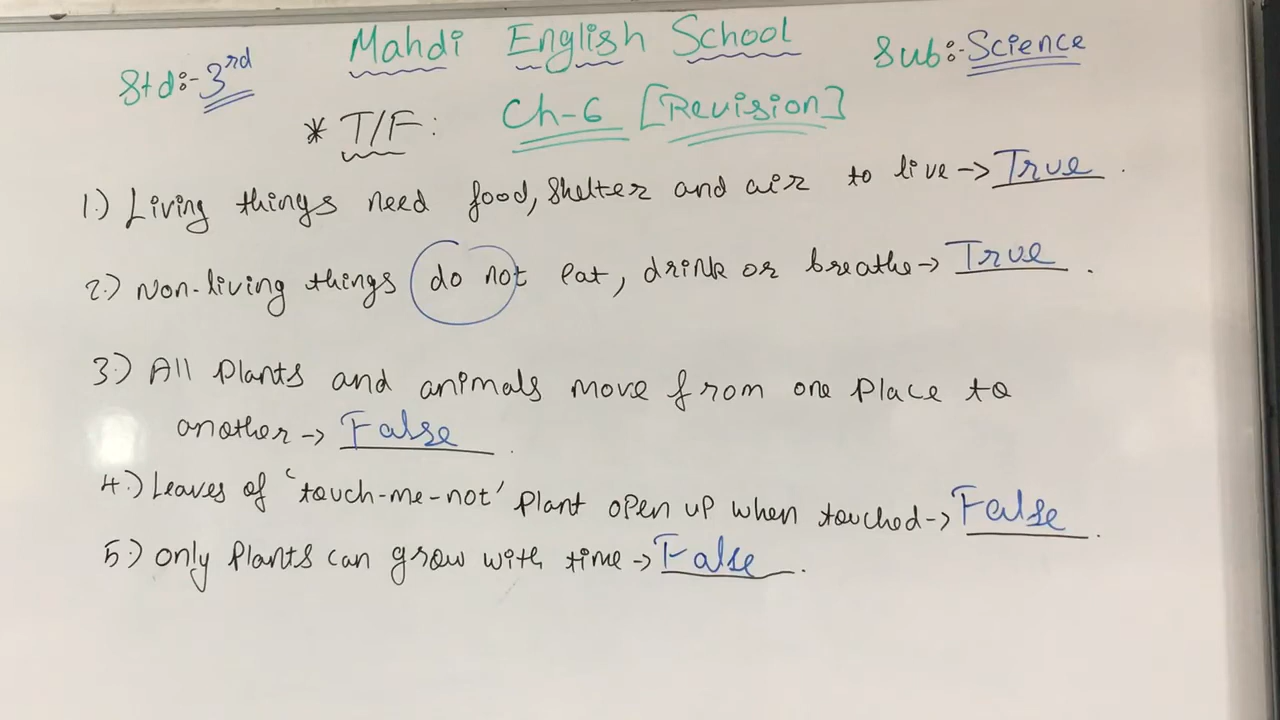 Mahdi English School
Std:- 3rd
Sub:- Science
Ch-6 [Revision]
* T/F:
1.) Living things need food, shelter and air to live → True.
2.) Non-living things do not eat, drink or breathe → True.
3.) All plants and animals move from one place to
another → False.
4.) Leaves of 'touch-me-not' plant open up when touched → False.
5.) Only plants can grow with time → False.